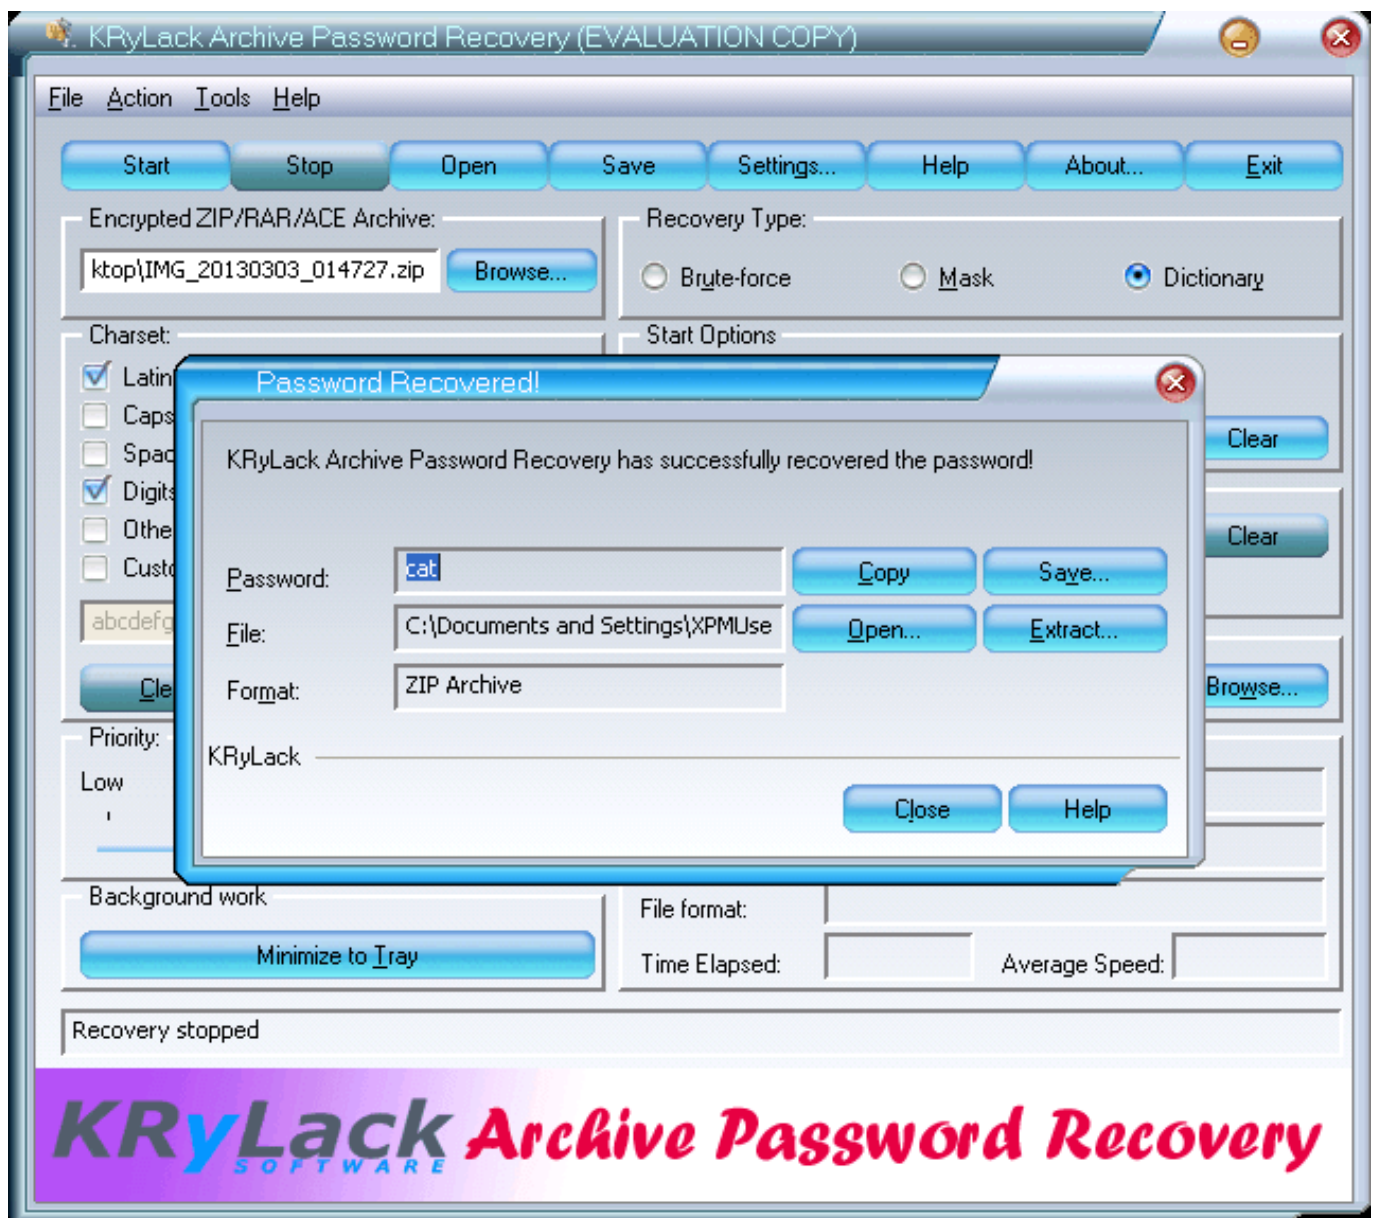 KRyLack Archive Password Recovery (EVALUATION COPY)
File Action Tools Help
Start Stop Open Save Settings... Help About... Exit
Encrypted ZIP/RAR/ACE Archive:
ktop\IMG_20130303_014727.zip Browse...
Recovery Type:
Brute-force Mask Dictionary
Charset:
Start Options
Latin
Caps
Spac
Digits
Othe
Custo
abcdefg
Cle
Clear
Clear
Browse...
Password Recovered!
KRyLack Archive Password Recovery has successfully recovered the password!
Password: cat Copy Save...
File: C:\Documents and Settings\XPMUse Open... Extract...
Format: ZIP Archive
KRyLack
Close Help
Priority:
Low
Background work
Minimize to Tray
File format:
Time Elapsed: Average Speed:
Recovery stopped
KRyLack Archive Password Recovery
SOFTWARE